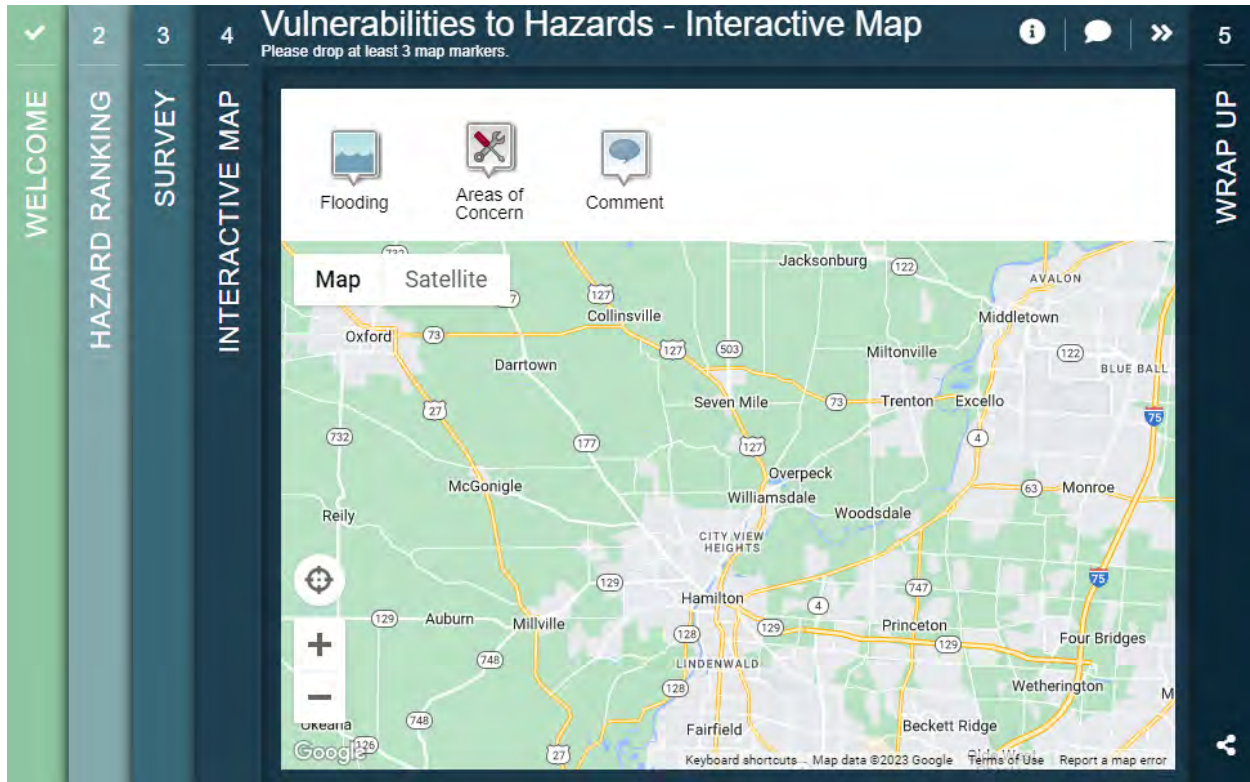 WELCOME
2
HAZARD RANKING
3
SURVEY
4
INTERACTIVE MAP
Vulnerabilities to Hazards - Interactive Map
Please drop at least 3 map markers.
5
WRAP UP
Flooding
Areas of
Concern
Comment
Map
Satellite
732
Jacksonburg
122
AVALON
127
Collinsville
Middletown
Oxford
73
127
503
Miltonville
122
BLUE BALL
Darrtown
Seven Mile
73
Trenton
Excello
27
75
732
177
127
4
Overpeck
McGonigle
Williamsdale
63
Monroe
Reily
Woodsdale
CITY VIEW
HEIGHTS
129
747
75
Hamilton
4
129
Auburn
Millville
128
129
Princeton
129
Four Bridges
748
LINDENWALD
128
Wetherington
M
Okeana
748
Fairfield
Beckett Ridge
Google
126
27
Keyboard shortcuts
Map data ©2023 Google
Terms of Use
Report a map error